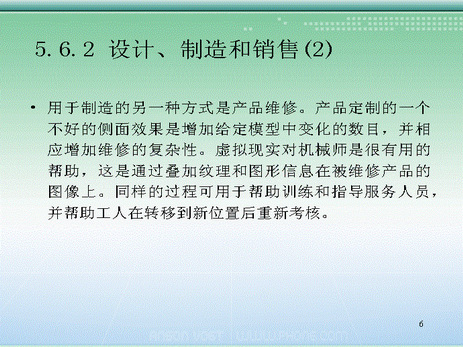 5.6.2 设计、制造和销售(2)
• 用于制造的另一种方式是产品维修。产品定制的一个
不好的侧面效果是增加给定模型中变化的数目，并相
应增加维修的复杂性。虚拟现实对机械师是很有用的
帮助，这是通过叠加纹理和图形信息在被维修产品的
图像上。同样的过程可用于帮助训练和指导服务人员，
并帮助工人在转移到新位置后重新考核。
6